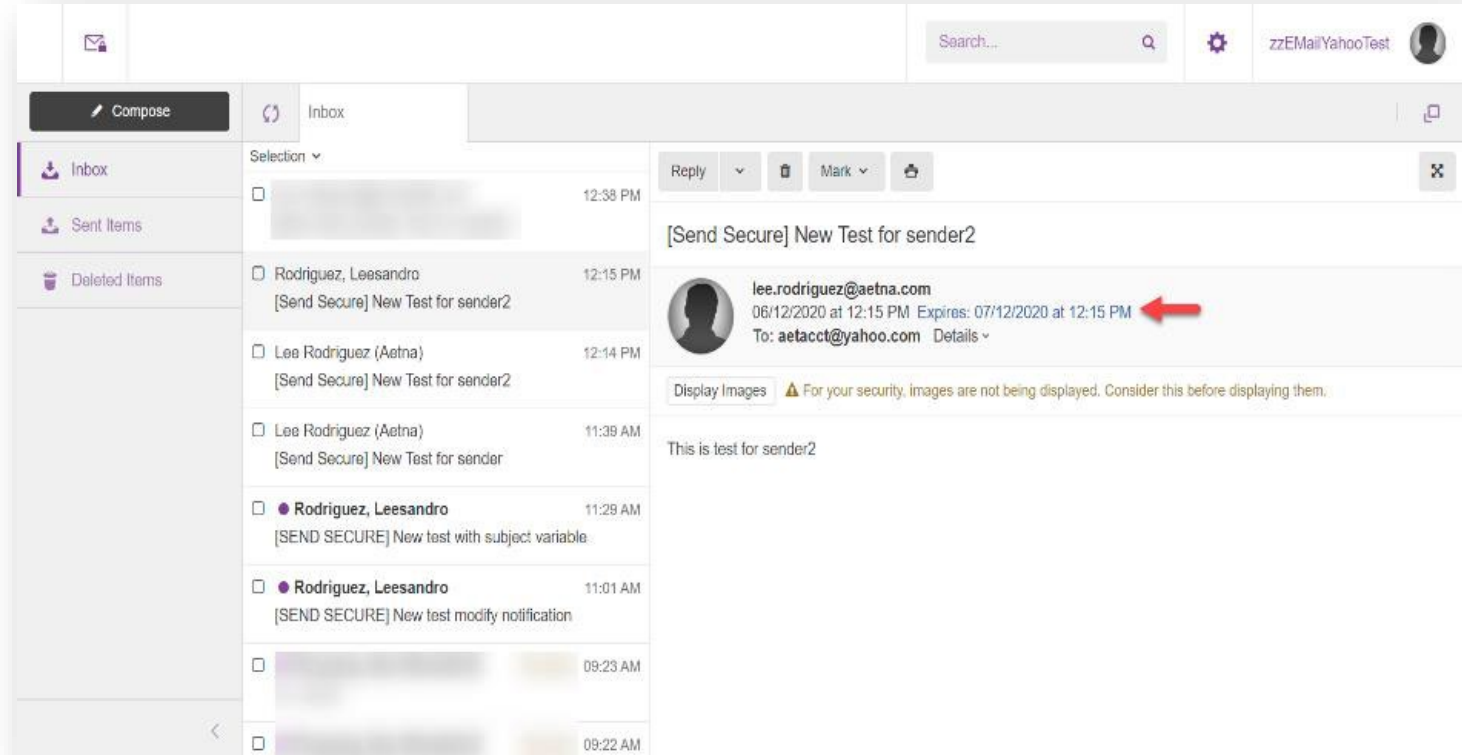 Search...
zzEMailYahooTest
Compose
Inbox
Inbox
Sent Items
Deleted Items
Selection
12:38 PM
Rodriguez, Leesandro 12:15 PM
[Send Secure] New Test for sender2
Lee Rodriguez (Aetna) 12:14 PM
[Send Secure] New Test for sender2
Lee Rodriguez (Aetna) 11:39 AM
[Send Secure] New Test for sender
Rodriguez, Leesandro 11:29 AM
[SEND SECURE] New test with subject variable
Rodriguez, Leesandro 11:01 AM
[SEND SECURE] New test modify notification
09:23 AM
09:22 AM
Reply
Mark
[Send Secure] New Test for sender2
lee.rodriguez@aetna.com
06/12/2020 at 12:15 PM Expires: 07/12/2020 at 12:15 PM
To: aetacct@yahoo.com Details
Display Images For your security, images are not being displayed. Consider this before displaying them.
This is test for sender2